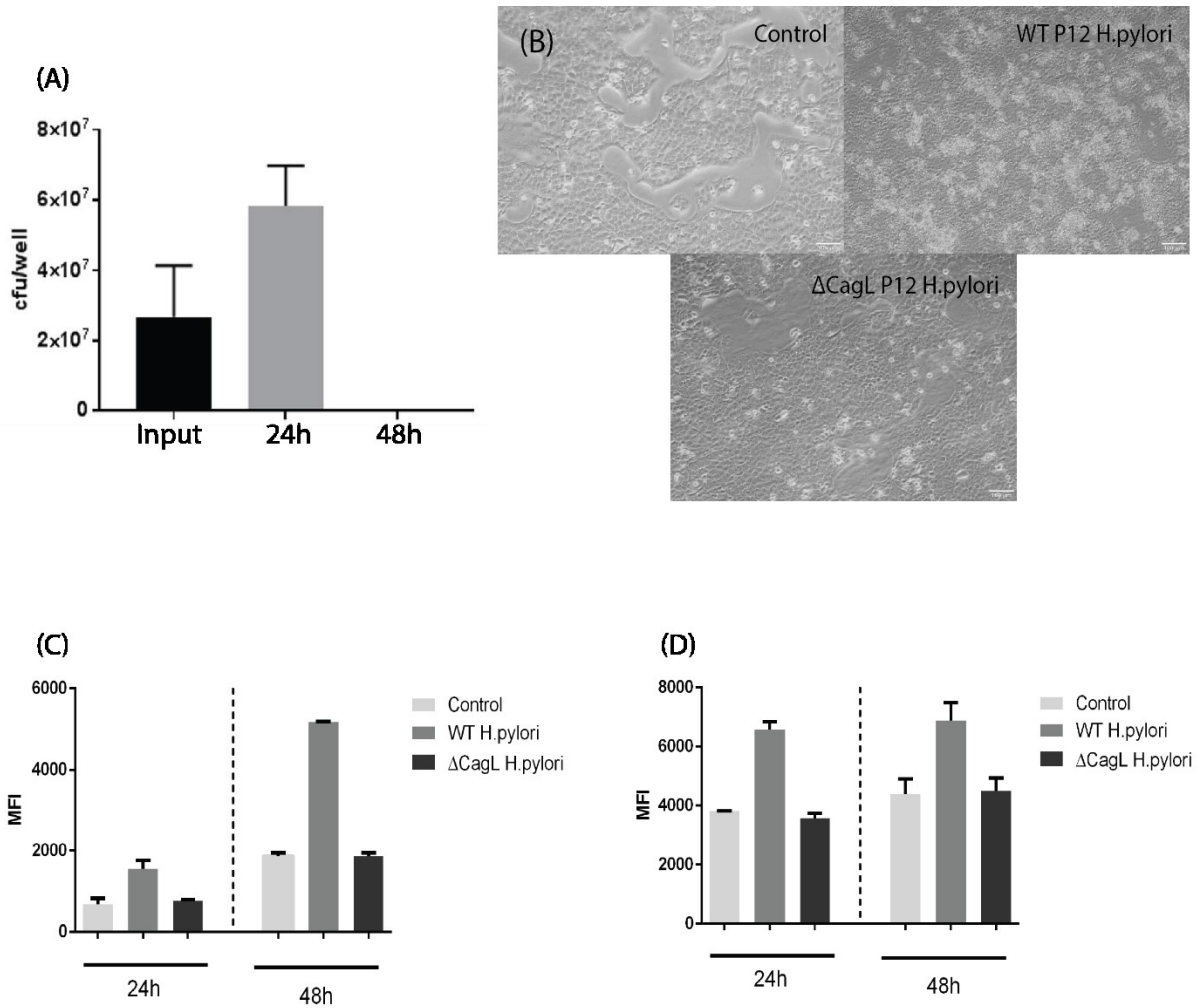 (A)
8×10⁷
6×10⁷
4×10⁷
2×10⁷
0
cfu/well
Input 24h 48h
(B)
Control
WT P12 H.pylori
ΔCagL P12 H.pylori
(C)
6000
4000
2000
0
MFI
Control
WT H.pylori
ΔCagL H.pylori
24h 48h
(D)
8000
6000
4000
2000
0
MFI
Control
WT H.pylori
ΔCagL H.pylori
24h 48h